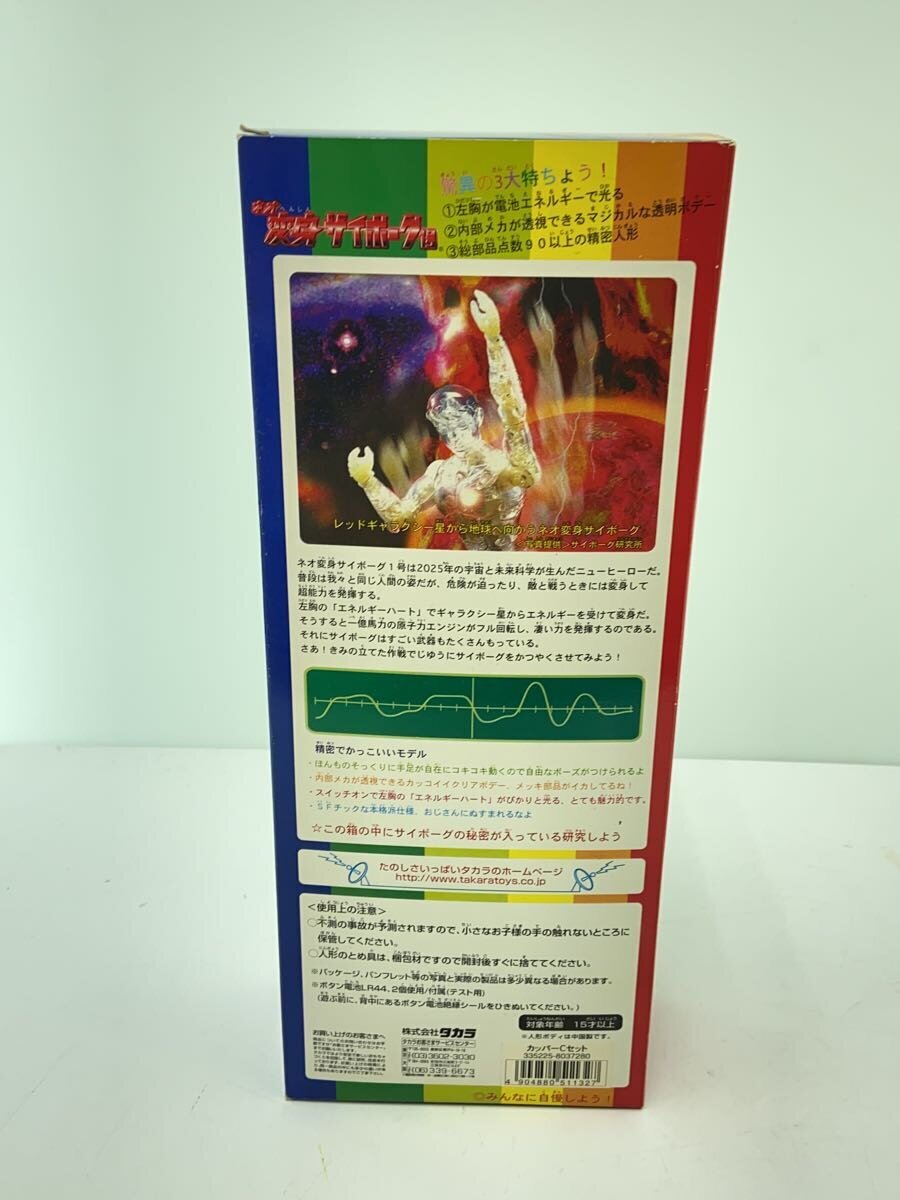 驚異の3大特ちょう!
①左胸が電池エネルギーで光る
②内部メカが透視できるマジカルな透明ボデー
③総部品点数90以上の精密人形
ネオ変身サイボーグ1号
レッドギャラクシー星から地球へ向かうネオ変身サイボーグ
<写真提供>サイボーグ研究所
ネオ変身サイボーグ1号は2025年の宇宙と未来科学が生んだニューヒーローだ。
普段は我々と同じ人間の姿だが、危険が迫ったり、敵と戦うときには変身して
超能力を発揮する。
左胸の「エネルギーハート」でギャラクシー星からエネルギーを受けて変身だ。
そうすると一億馬力の原子力エンジンがフル回転し、凄い力を発揮するのである。
それにサイボーグはすごい武器もたくさんもっている。
さあ!きみの立てた作戦でじゆうにサイボーグをかつやくさせてみよう!
精密でかっこいいモデル
・ほんものそっくりに手足が自在にコキコキ動くので自由なポーズがつけられるよ
・内部メカが透視できるカッコイイクリアボデー、メッキ部品がイカしてるね!
・スイッチオンで左胸の「エネルギーハート」がぴかりと光る、とても魅力的です。
・SFチックな本格派仕様、おじさんにぬすまれるなよ
☆この箱の中にサイボーグの秘密が入っている研究しよう
たのしさいっぱいタカラのホームページ
http://www.takaratoys.co.jp
<使用上の注意>
○不測の事故が予測されますので、小さなお子様の手の触れないところに
保管してください。
○人形のとめ具は、梱包材ですので開封後すぐに捨ててください。
※パッケージ、パンフレット等の写真と実際の製品は多少異なる場合があります。
※ボタン電池LR44、2個使用/付属(テスト用)
(遊ぶ前に、背中にあるボタン電池絶縁シールをひきぬいてください。)
お買い上げのお客さまへ
株式会社タカラ
タカラお客さまサービスセンター
(03)3602-3030
(06)339-6673
対象年齢 15才以上
※人形ボディは中国製です。
カッパーCセット
335225-8037280
4904880511327
◎みんなに自慢しよう!